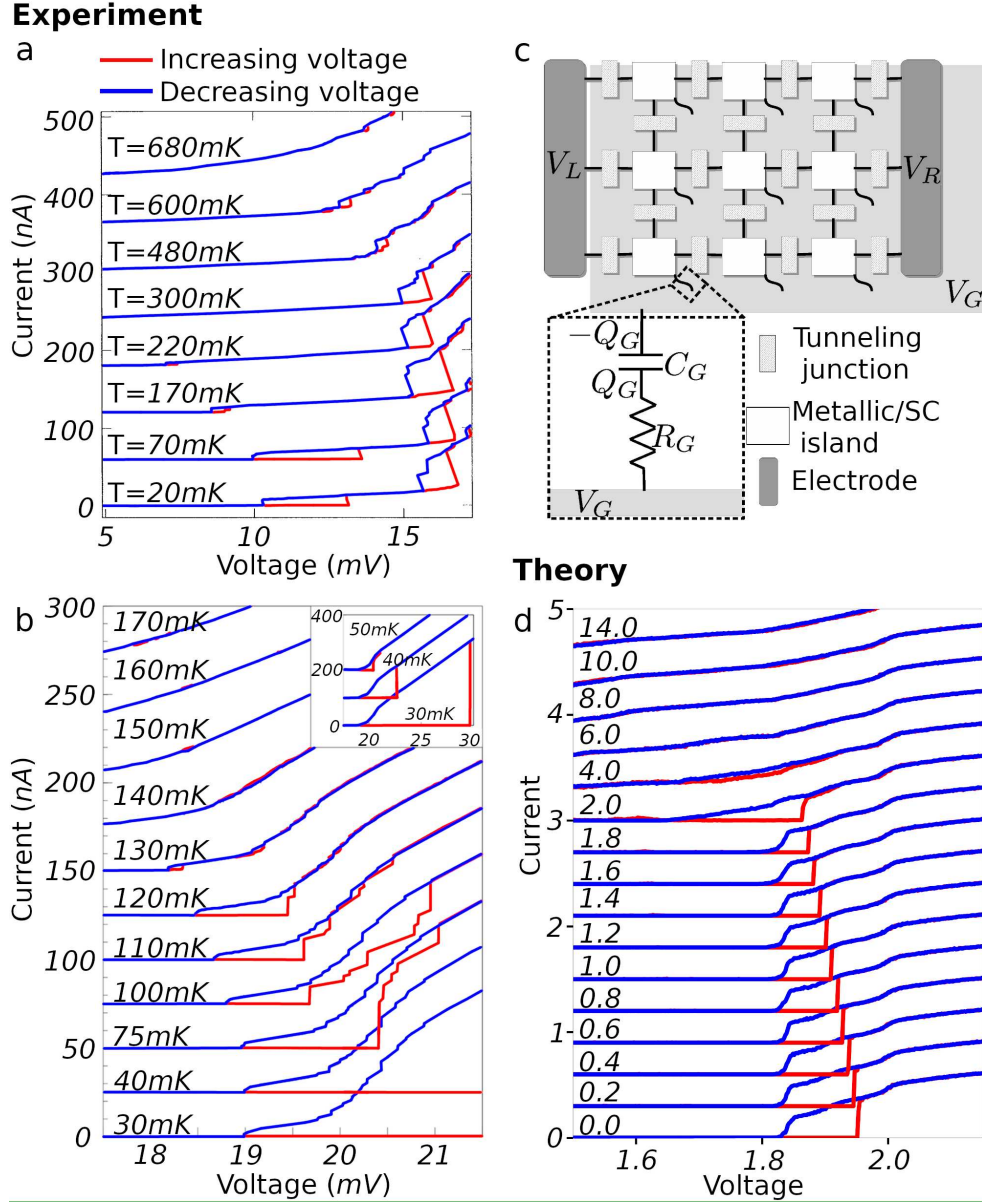 Experiment
a
Increasing voltage
Decreasing voltage
500
400
300
200
100
0
Current (nA)
T=680mK
T=600mK
T=480mK
T=300mK
T=220mK
T=170mK
T=70mK
T=20mK
5
10
15
Voltage (mV)
c
V_L
V_R
V_G
−Q_G
C_G
Q_G
R_G
V_G
Tunneling
junction
Metallic/SC
island
Electrode
b
300
250
200
150
100
50
0
Current (nA)
170mK
160mK
150mK
140mK
130mK
120mK
110mK
100mK
75mK
40mK
30mK
18
19
20
21
Voltage (mV)
400
200
0
50mK
40mK
30mK
20
25
30
Theory
d
5
4
3
2
1
0
Current
14.0
10.0
8.0
6.0
4.0
2.0
1.8
1.6
1.4
1.2
1.0
0.8
0.6
0.4
0.2
0.0
1.6
1.8
2.0
Voltage